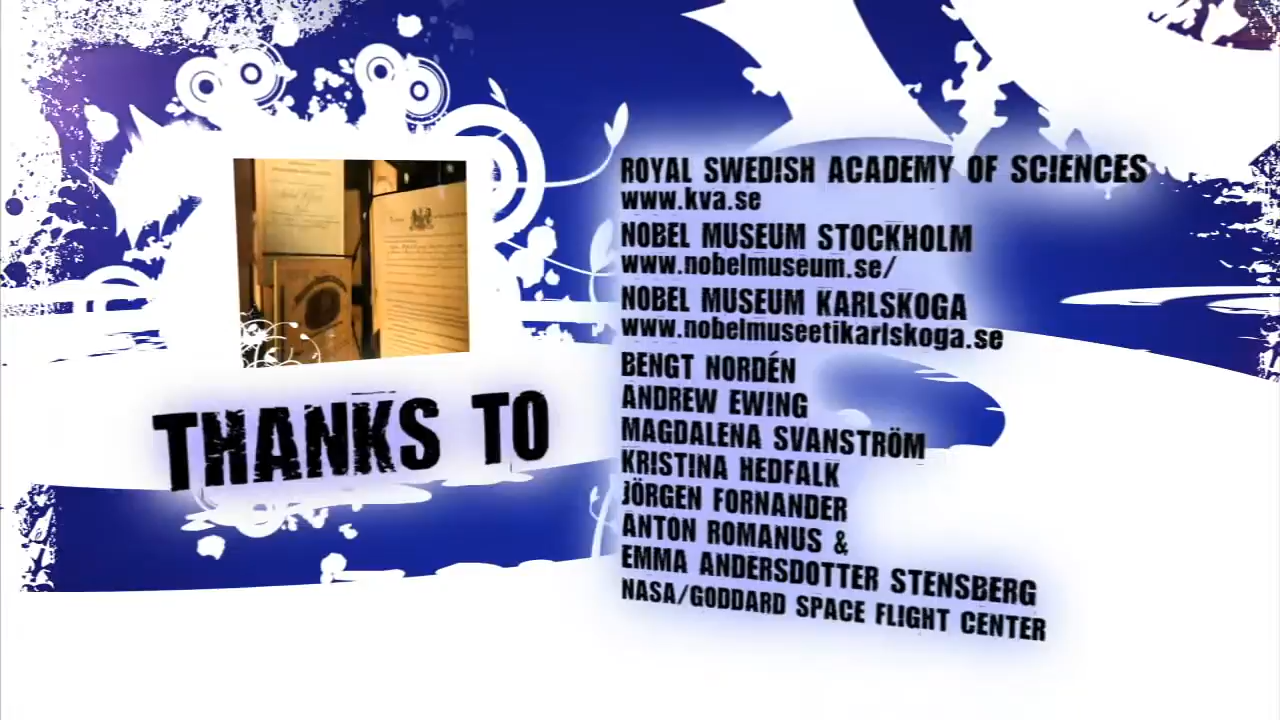 THANKS TO
ROYAL SWEDISH ACADEMY OF SCIENCES
www.kva.se
NOBEL MUSEUM STOCKHOLM
www.nobelmuseum.se/
NOBEL MUSEUM KARLSKOGA
www.nobelmuseetikarlskoga.se
BENGT NORDÉN
ANDREW EWING
MAGDALENA SVANSTRÖM
KRISTINA HEDFALK
JÖRGEN FORNANDER
ANTON ROMANUS &
EMMA ANDERSDOTTER STENSBERG
NASA/GODDARD SPACE FLIGHT CENTER